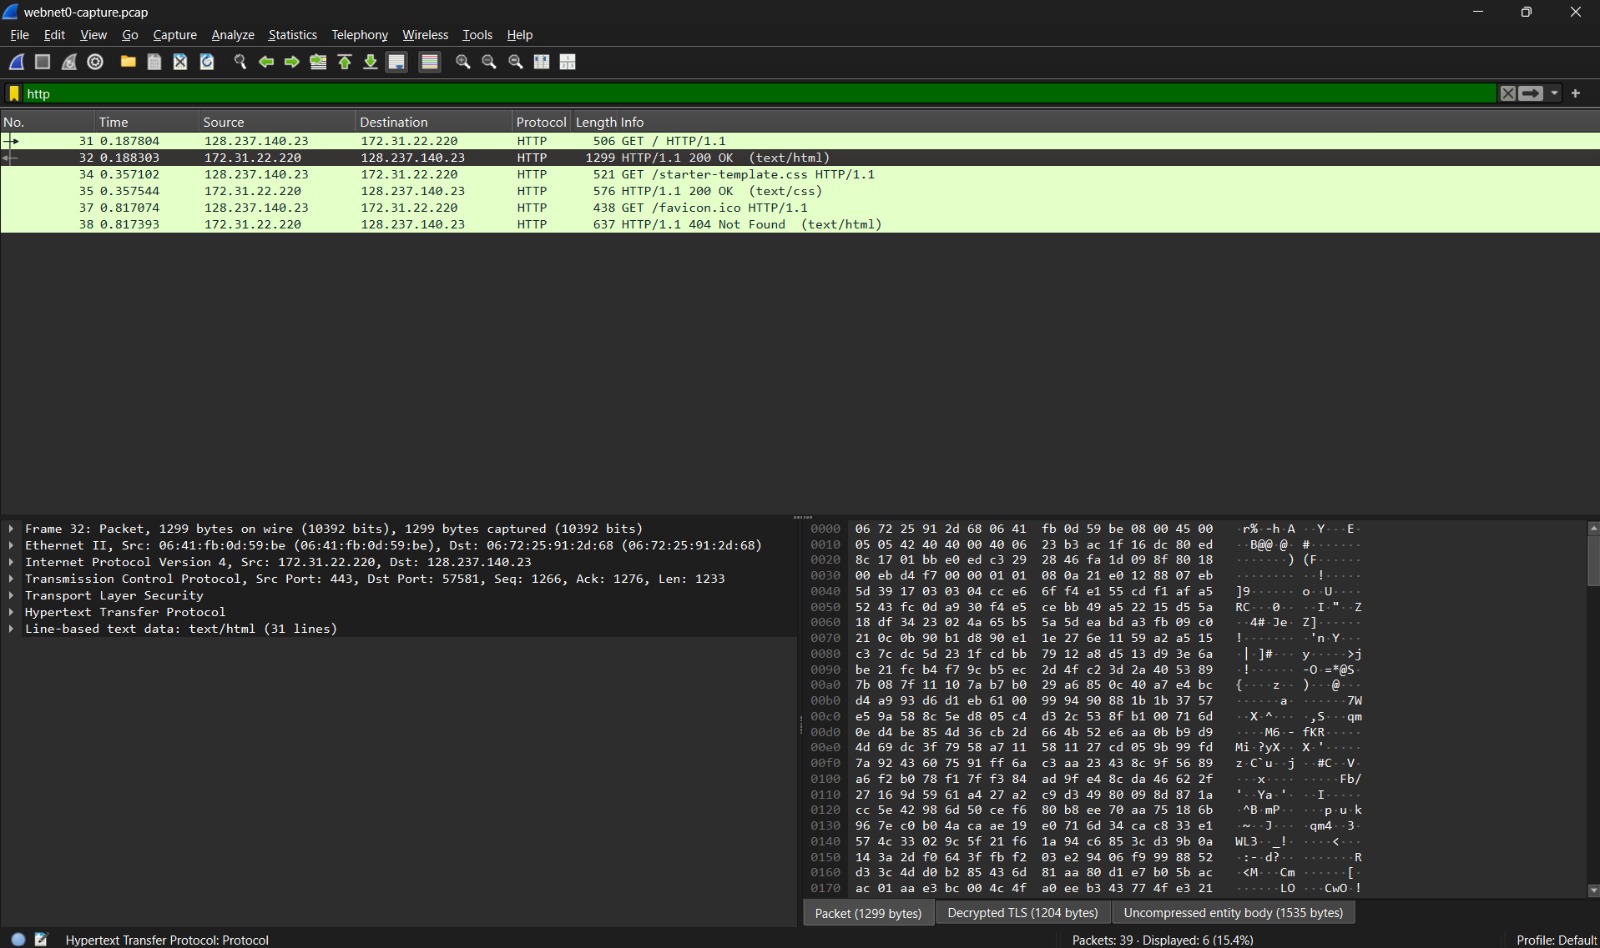 webnet0-capture.pcap
File Edit View Go Capture Analyze Statistics Telephony Wireless Tools Help
http
No. Time Source Destination Protocol Length Info
31 0.187804 128.237.140.23 172.31.22.220 HTTP 506 GET / HTTP/1.1
32 0.188303 172.31.22.220 128.237.140.23 HTTP 1299 HTTP/1.1 200 OK (text/html)
34 0.357102 128.237.140.23 172.31.22.220 HTTP 521 GET /starter-template.css HTTP/1.1
35 0.357544 172.31.22.220 128.237.140.23 HTTP 576 HTTP/1.1 200 OK (text/css)
37 0.817074 128.237.140.23 172.31.22.220 HTTP 438 GET /favicon.ico HTTP/1.1
38 0.817393 172.31.22.220 128.237.140.23 HTTP 637 HTTP/1.1 404 Not Found (text/html)
Frame 32: Packet, 1299 bytes on wire (10392 bits), 1299 bytes captured (10392 bits)
Ethernet II, Src: 06:41:fb:0d:59:be (06:41:fb:0d:59:be), Dst: 06:72:25:91:2d:68 (06:72:25:91:2d:68)
Internet Protocol Version 4, Src: 172.31.22.220, Dst: 128.237.140.23
Transmission Control Protocol, Src Port: 443, Dst Port: 57581, Seq: 1266, Ack: 1276, Len: 1233
Transport Layer Security
Hypertext Transfer Protocol
Line-based text data: text/html (31 lines)
0000 06 72 25 91 2d 68 06 41 fb 0d 59 be 08 00 45 00 ·r%·-h·A ··Y···E·
0010 05 05 42 40 40 00 40 06 23 b3 ac 1f 16 dc 80 ed ··B@@·@· #·······
0020 8c 17 01 bb e0 ed c3 29 28 46 fa 1d 09 8f 80 18 ·······) (F······
0030 00 eb d4 f7 00 00 01 01 08 0a 21 e0 12 88 07 eb ········ ··!·····
0040 5d 39 17 03 03 04 cc e6 6f f4 e1 55 cd f1 af a5 ]9······ o··U····
0050 52 43 fc 0d a9 30 f4 e5 ce bb 49 a5 22 15 d5 5a RC···0·· ··I·"··Z
0060 18 df 34 23 02 4a 65 b5 5a 5d ea bd a3 fb 09 c0 ··4#·Je· Z]······
0070 21 0c 0b 90 b1 d8 90 e1 1e 27 6e 11 59 a2 a5 15 !······· ·'n·Y···
0080 c3 7c dc 5d 23 1f cd bb 79 12 a8 d5 13 d9 3e 6a ·|·]#··· y·····>j
0090 be 21 fc b4 f7 9c b5 ec 2d 4f c2 3d 2a 40 53 89 ·!······ -O·=*@S·
00a0 7b 08 7f 11 10 7a b7 b0 29 a6 85 0c 40 a7 e4 bc {····z·· )···@···
00b0 d4 a9 93 d6 d1 eb 61 00 99 94 90 88 1b 1b 37 57 ······a· ······7W
00c0 e5 9a 58 8c 5e d8 05 c4 d3 2c 53 8f b1 00 71 6d ··X·^··· ·,S···qm
00d0 0e d4 be 85 4d 36 cb 2d 66 4b 52 e6 aa 0b b9 d9 ····M6·- fKR·····
00e0 4d 69 dc 3f 79 58 a7 11 58 11 27 cd 05 9b 99 fd Mi·?yX·· X·'·····
00f0 7a 92 43 60 75 91 ff 6a c3 aa 23 43 8c 9f 56 89 z·C`u··j ··#C··V·
0100 a6 f2 b0 78 f1 7f f3 84 ad 9f e4 8c da 46 62 2f ···x···· ·····Fb/
0110 27 16 9d 59 61 a4 27 a2 c9 d3 49 80 09 8d 87 1a '··Ya·'· ··I·····
0120 cc 5e 42 98 6d 50 ce f6 80 b8 ee 70 aa 75 18 6b ·^B·mP·· ···p·u·k
0130 96 7e c0 b0 4a ca ae 19 e0 71 6d 34 ca c8 33 e1 ·~··J··· ·qm4··3·
0140 57 4c 33 02 9c 5f 21 f6 1a 94 c6 85 3c d3 9b 0a WL3··_!· ····<···
0150 14 3a 2d f0 64 3f fb f2 03 e2 94 06 f9 99 88 52 ·:-·d?·· ·······R
0160 d3 3c 4d d0 b2 85 43 6d 81 aa 80 d1 e7 b0 5b ac ·<M···Cm ······[·
0170 ac 01 aa e3 bc 00 4c 4f a0 ee b3 43 77 4f e3 21 ······LO ···CwO·!
Packet (1299 bytes) Decrypted TLS (1204 bytes) Uncompressed entity body (1535 bytes)
Hypertext Transfer Protocol: Protocol Packets: 39 · Displayed: 6 (15.4%) Profile: Default